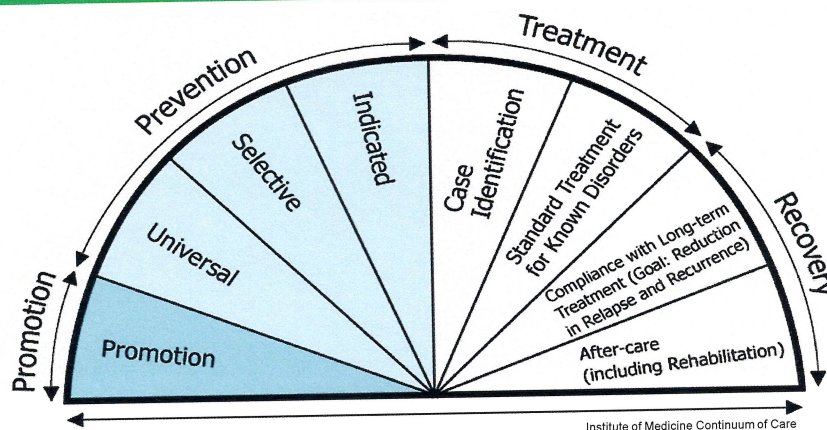 Promotion
Prevention
Treatment
Recovery
Promotion
Universal
Selective
Indicated
Case
Identification
Standard Treatment
for Known Disorders
Compliance with Long-term
Treatment (Goal: Reduction
in Relapse and Recurrence)
After-care
(including Rehabilitation)
Institute of Medicine Continuum of Care